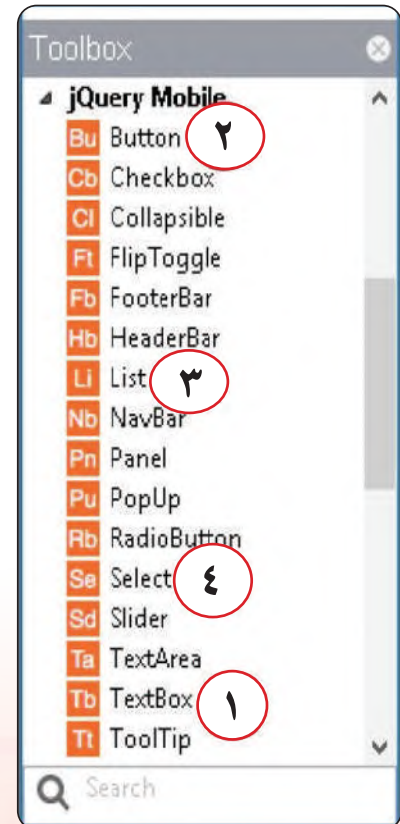 Toolbox
jQuery Mobile
Bu Button ٢
Cb Checkbox
Cl Collapsible
Ft FlipToggle
Fb FooterBar
Hb HeaderBar
Li List ٣
Nb NavBar
Pn Panel
Pu PopUp
Rb RadioButton
Se Select ٤
Sd Slider
Ta TextArea
Tb TextBox ١
Tt ToolTip
Search